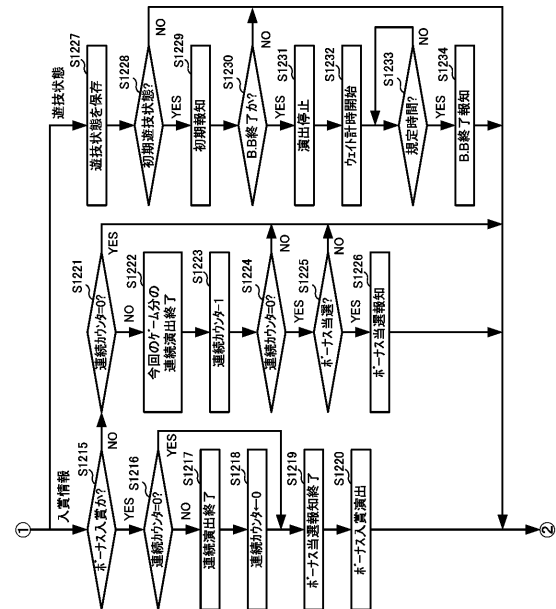 ①
入賞情報
S1215
ボーナス入賞か?
NO
YES
S1216
連続カウンタ=0?
YES
NO
S1217
連続演出終了
S1218
連続カウンタ←0
S1219
ボーナス当選報知終了
S1220
ボーナス入賞演出
S1221
連続カウンタ=0?
YES
NO
S1222
今回のゲーム分の
連続演出終了
S1223
連続カウンタ-1
S1224
連続カウンタ=0?
NO
YES
S1225
ボーナス当選?
NO
YES
S1226
ボーナス当選報知
遊技状態
S1227
遊技状態を保存
S1228
初期遊技状態?
NO
YES
S1229
初期報知
S1230
B.B終了か?
NO
YES
S1231
演出停止
S1232
ウェイト計時開始
S1233
規定時間?
NO
YES
S1234
B.B終了報知
②